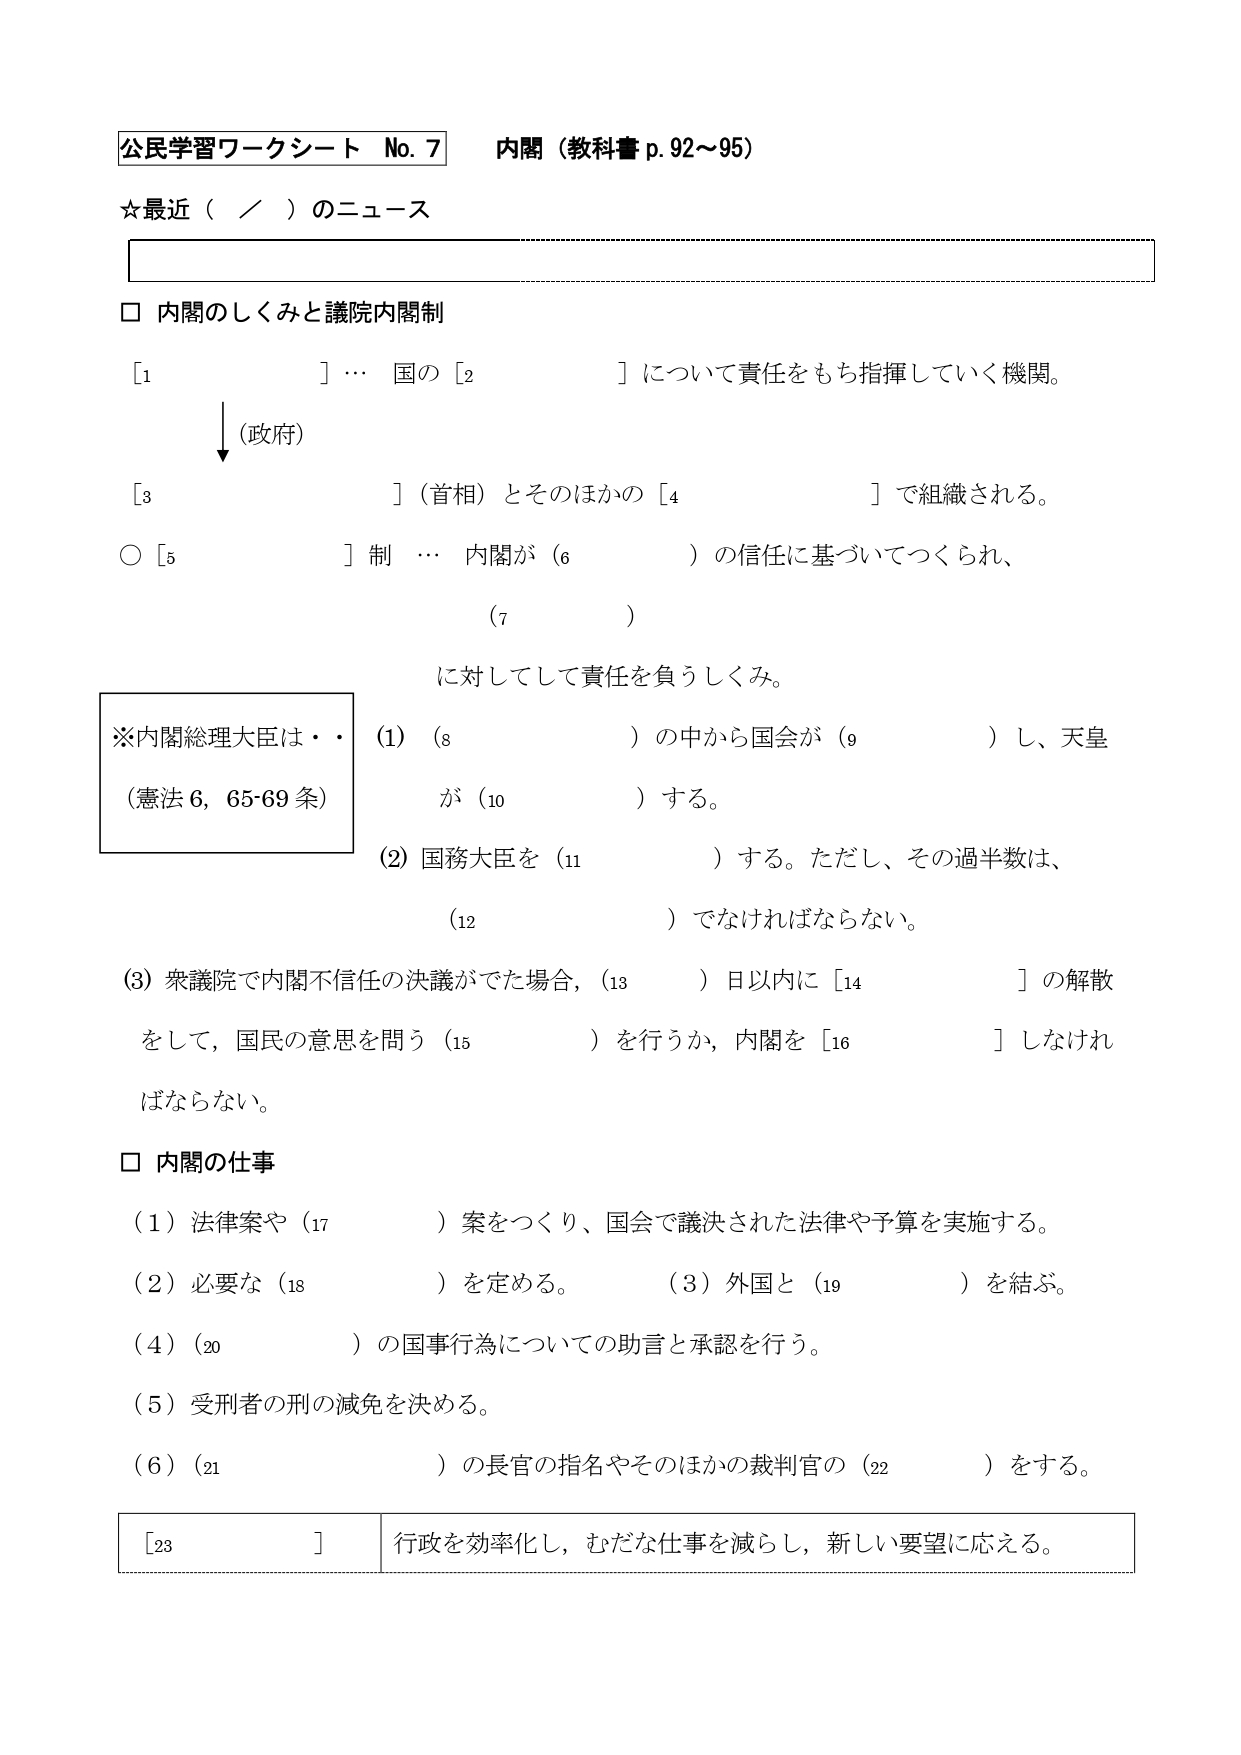 公民学習ワークシート　No. 7　　内閣（教科書 p. 92～95）
☆最近（　／　）のニュース
□ 内閣のしくみと議院内閣制
［1　　　　　　　］…　国の［2　　　　　　］について責任をもち指揮していく機関。
（政府）
［3　　　　　　　　　　］（首相）とそのほかの［4　　　　　　　　］で組織される。
〇［5　　　　　　　］制　…　内閣が（6　　　　　）の信任に基づいてつくられ、
（7　　　　　）
に対してして責任を負うしくみ。
※内閣総理大臣は・・
（憲法 6，65-69 条）
(1) （8　　　　　　　　）の中から国会が（9　　　　　　）し、天皇
が（10　　　　　　）する。
(2) 国務大臣を（11　　　　　　）する。ただし、その過半数は、
（12　　　　　　　　）でなければならない。
(3) 衆議院で内閣不信任の決議がでた場合，（13　　　）日以内に［14　　　　　　　］の解散
をして，国民の意思を問う（15　　　　　）を行うか，内閣を［16　　　　　　］しなけれ
ばならない。
□ 内閣の仕事
（１）法律案や（17　　　　　）案をつくり、国会で議決された法律や予算を実施する。
（２）必要な（18　　　　　　）を定める。　　　　（３）外国と（19　　　　　）を結ぶ。
（４）（20　　　　　　）の国事行為についての助言と承認を行う。
（５）受刑者の刑の減免を決める。
（６）（21　　　　　　　　　）の長官の指名やそのほかの裁判官の（22　　　　）をする。
［23　　　　　　］　行政を効率化し，むだな仕事を減らし，新しい要望に応える。